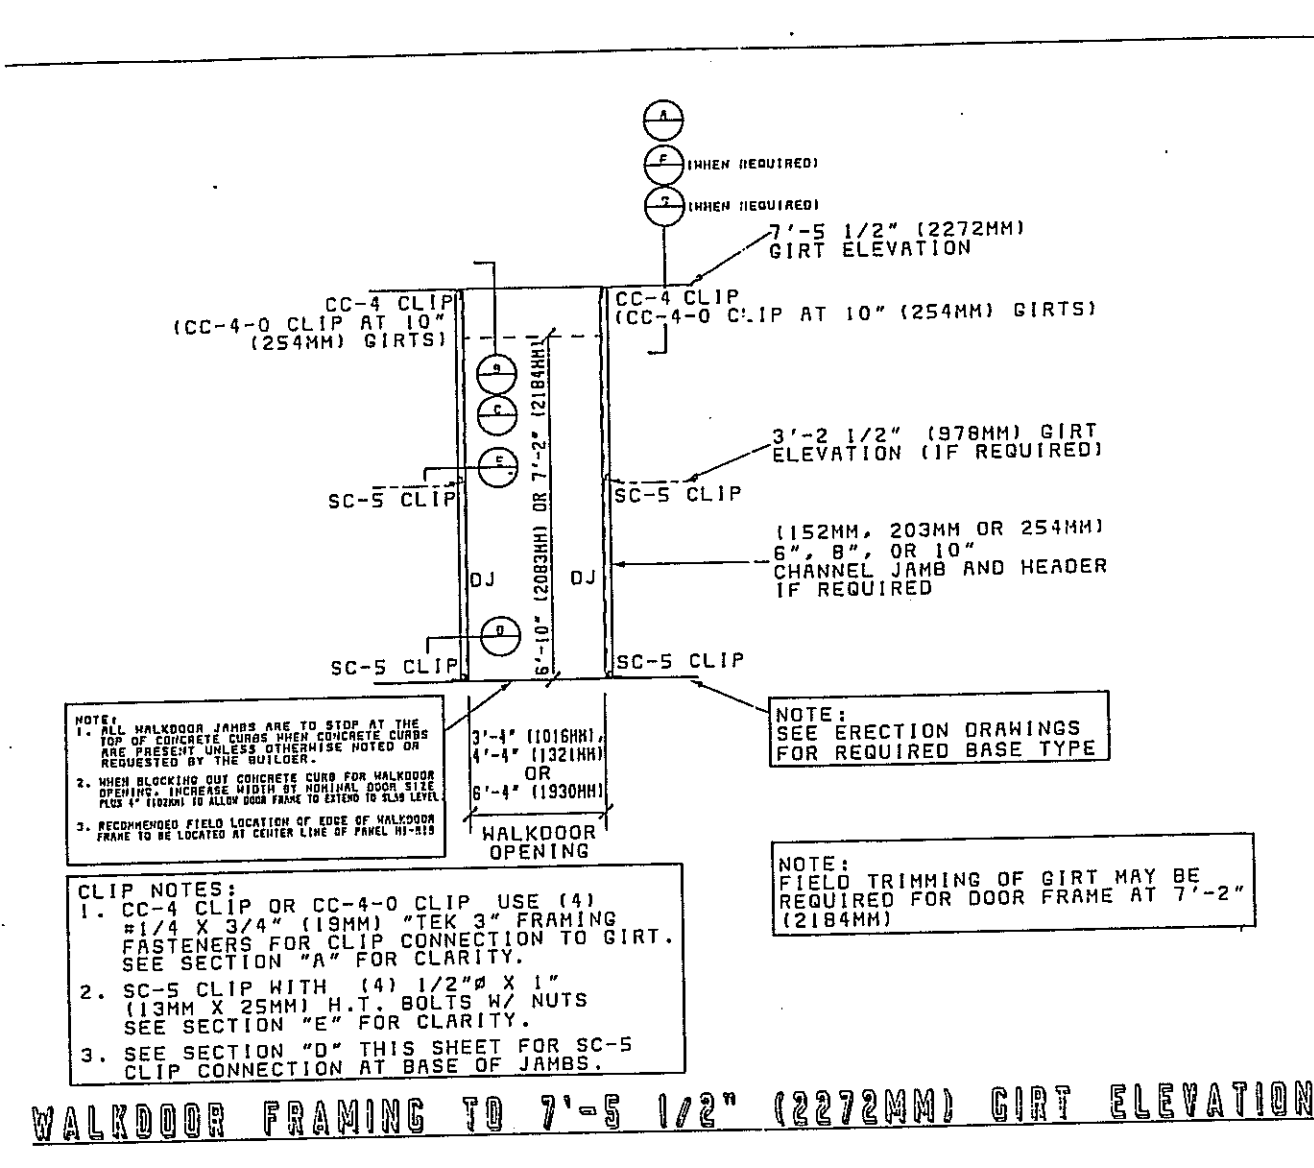 A
F (WHEN REQUIRED)
(WHEN REQUIRED)
7'-5 1/2" (2272MM)
GIRT ELEVATION
CC-4 CLIP
(CC-4-0 CLIP AT 10"
(254MM) GIRTS)
CC-4 CLIP
(CC-4-0 CLIP AT 10" (254MM) GIRTS)
C
E
6'-10" (2083MM) OR 7'-2" (2184MM)
3'-2 1/2" (978MM) GIRT
ELEVATION (IF REQUIRED)
SC-5 CLIP
SC-5 CLIP
(152MM, 203MM OR 254MM)
6", 8", OR 10"
CHANNEL JAMB AND HEADER
IF REQUIRED
DJ
DJ
D
SC-5 CLIP
SC-5 CLIP
NOTE:
1. ALL WALKDOOR JAMBS ARE TO STOP AT THE
TOP OF CONCRETE CURBS WHEN CONCRETE CURBS
ARE PRESENT UNLESS OTHERWISE NOTED OR
REQUESTED BY THE BUILDER.
2. WHEN BLOCKING OUT CONCRETE CURB FOR WALKDOOR
OPENING, INCREASE WIDTH BY NOMINAL DOOR SIZE
PLUS 4" (102MM) TO ALLOW DOOR FRAME TO EXTEND TO SLAB LEVEL
3. RECOMMENDED FIELD LOCATION OF EDGE OF WALKDOOR
FRAME TO BE LOCATED AT CENTER LINE OF PANEL HI-RIB
3'-4" (1016MM),
4'-4" (1321MM)
OR
6'-4" (1930MM)
WALKDOOR
OPENING
NOTE:
SEE ERECTION DRAWINGS
FOR REQUIRED BASE TYPE
NOTE:
FIELD TRIMMING OF GIRT MAY BE
REQUIRED FOR DOOR FRAME AT 7'-2"
(2184MM)
CLIP NOTES:
1. CC-4 CLIP OR CC-4-0 CLIP USE (4)
#1/4 X 3/4" (19MM) "TEK 3" FRAMING
FASTENERS FOR CLIP CONNECTION TO GIRT.
SEE SECTION "A" FOR CLARITY.
2. SC-5 CLIP WITH (4) 1/2"Ø X 1"
(13MM X 25MM) H.T. BOLTS W/ NUTS
SEE SECTION "E" FOR CLARITY.
3. SEE SECTION "D" THIS SHEET FOR SC-5
CLIP CONNECTION AT BASE OF JAMBS.
WALKDOOR FRAMING TO 7'-5 1/2" (2272MM) GIRT ELEVATION